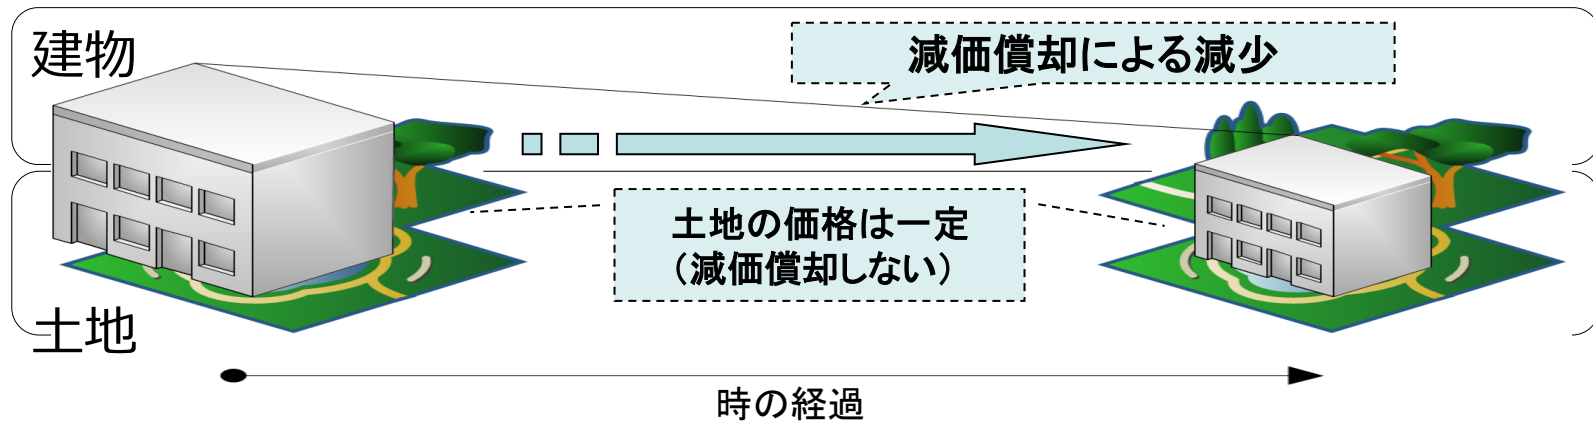 建物
減価償却による減少
土地の価格は一定
（減価償却しない）
土地
時の経過